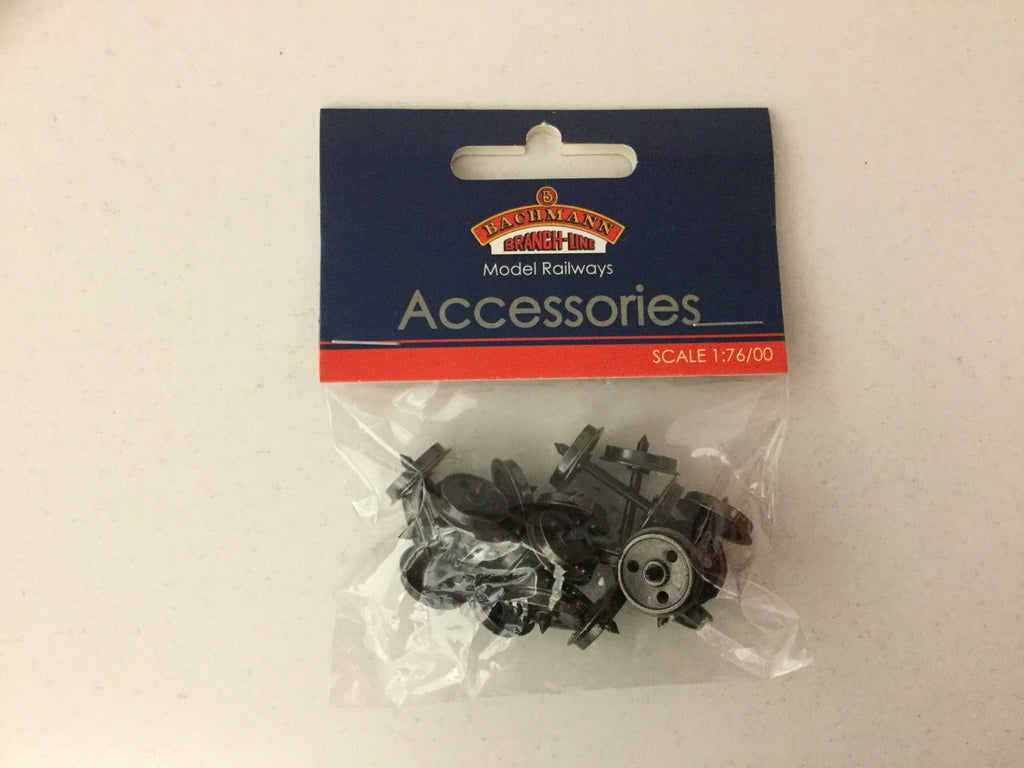 BACHMANN
BRANCH-LINE
Model Railways
Accessories
SCALE 1:76/00